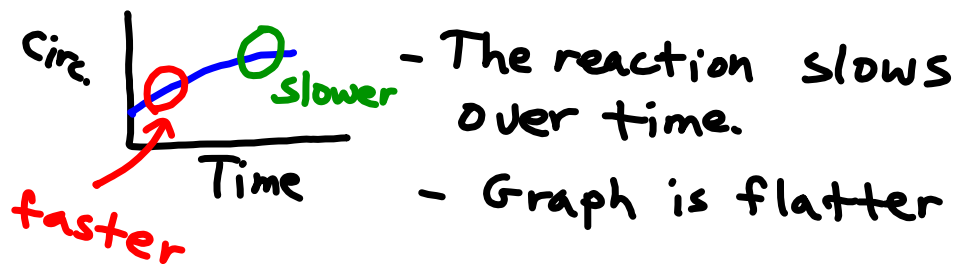 Circ.
slower
Time
faster
- The reaction slows
over time.
- Graph is flatter